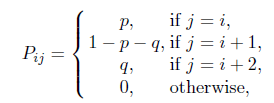 p, if j = i,
1 − p − q, if j = i + 1,
P_{ij} =
q, if j = i + 2,
0, otherwise,